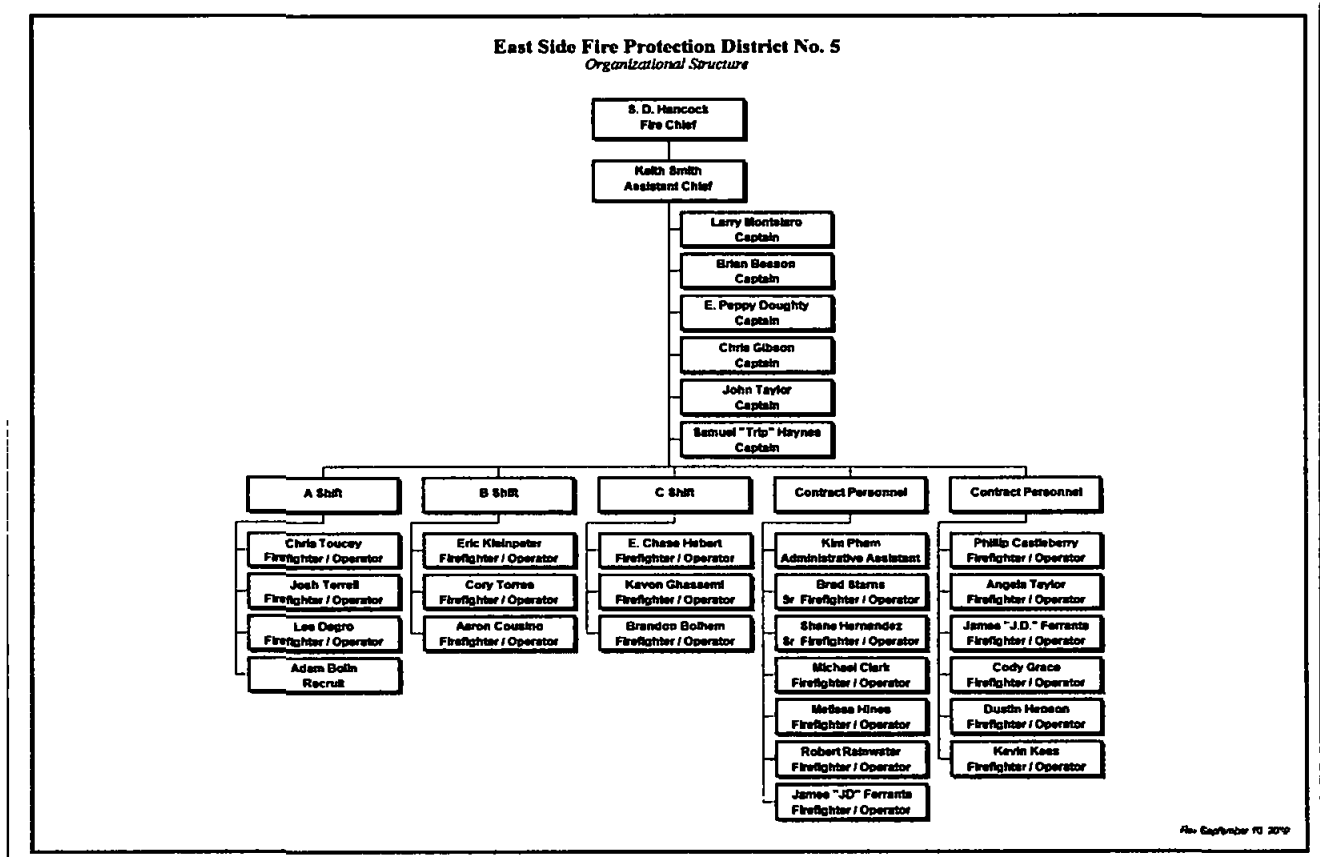 East Side Fire Protection District No. 5
Organizational Structure
S. D. Hancock
Fire Chief
Keith Smith
Assistant Chief
Larry Montelaro
Captain
Brian Besson
Captain
E. Peppy Doughty
Captain
Chris Gibson
Captain
John Taylor
Captain
Samuel "Trip" Haynes
Captain
A Shift
Chris Toucey
Firefighter / Operator
Josh Terrell
Firefighter / Operator
Lee Degro
Firefighter / Operator
Adam Bolin
Recruit
B Shift
Eric Kleinpeter
Firefighter / Operator
Cory Torres
Firefighter / Operator
Aaron Cousino
Firefighter / Operator
C Shift
E. Chase Hebert
Firefighter / Operator
Kavon Ghassemi
Firefighter / Operator
Brandon Bolhem
Firefighter / Operator
Contract Personnel
Kim Pham
Administrative Assistant
Brad Starns
Sr Firefighter / Operator
Shane Hernandez
Sr Firefighter / Operator
Michael Clark
Firefighter / Operator
Melissa Hines
Firefighter / Operator
Robert Rainwater
Firefighter / Operator
James "JD" Ferrante
Firefighter / Operator
Contract Personnel
Phillip Castleberry
Firefighter / Operator
Angela Taylor
Firefighter / Operator
James "J.D." Ferrante
Firefighter / Operator
Cody Grace
Firefighter / Operator
Dustin Henson
Firefighter / Operator
Kevin Kees
Firefighter / Operator
Rev September 10, 2010